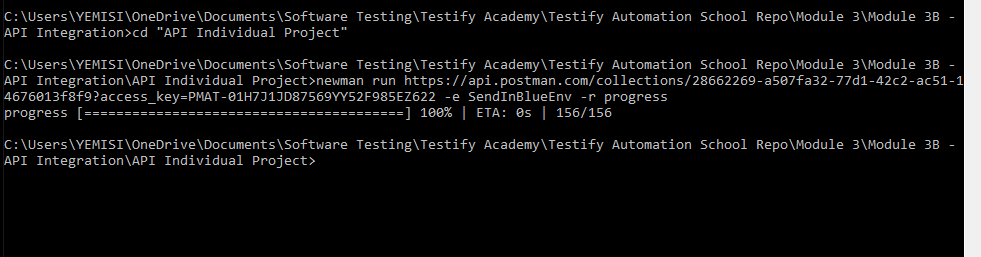 C:\Users\YEMISI\OneDrive\Documents\Software Testing\Testify Academy\Testify Automation School Repo\Module 3\Module 3B -
API Integration>cd "API Individual Project"
C:\Users\YEMISI\OneDrive\Documents\Software Testing\Testify Academy\Testify Automation School Repo\Module 3\Module 3B -
API Integration\API Individual Project>newman run https://api.postman.com/collections/28662269-a507fa32-77d1-42c2-ac51-1
4676013f8f9?access_key=PMAT-01H7J1JD87569YY52F985EZ622 -e SendInBlueEnv -r progress
progress [========================================] 100% | ETA: 0s | 156/156
C:\Users\YEMISI\OneDrive\Documents\Software Testing\Testify Academy\Testify Automation School Repo\Module 3\Module 3B -
API Integration\API Individual Project>